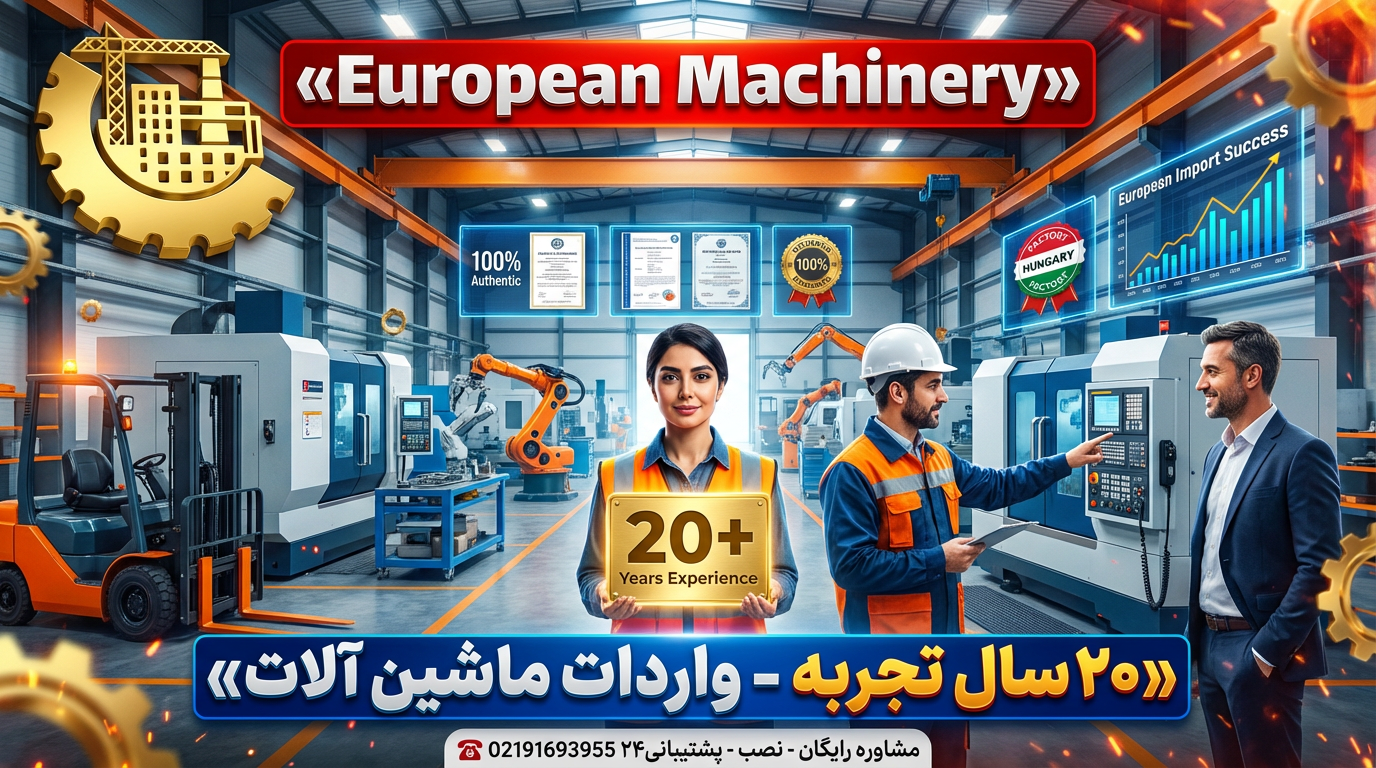 «European Machinery»
European Import Success
100%
Authentic
100%
FACTORY
HUNGARY
20+
Years Experience
«۲۰ سال تجربه - واردات ماشین آلات»
مشاوره رایگان - نصب - پشتیبانی۲۴ 02191693955